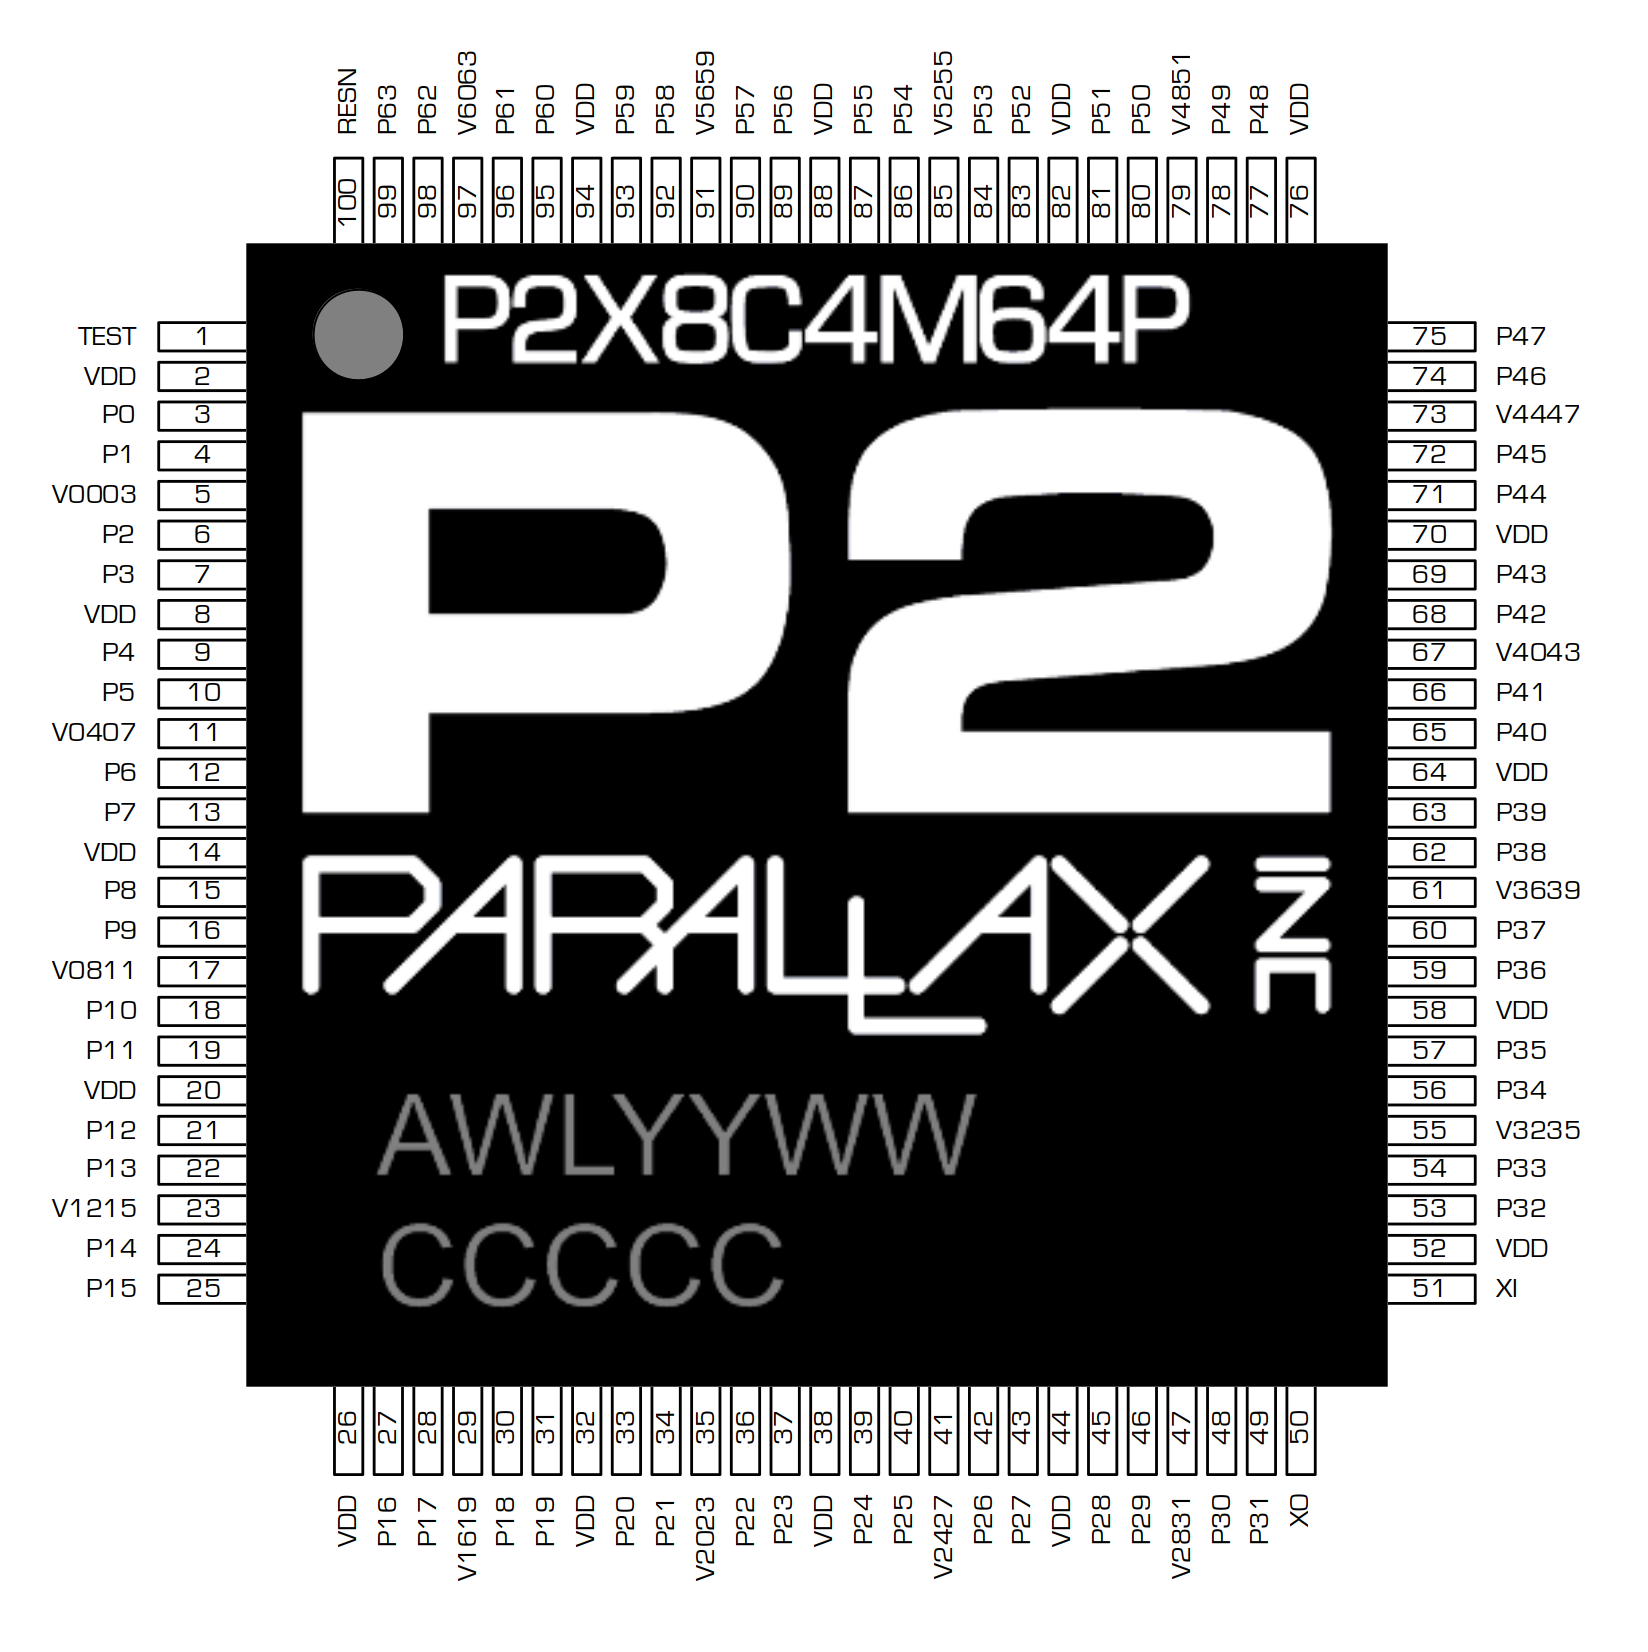 RESN P63 P62 V6063 P61 P60 VDD P59 P58 V5659 P57 P56 VDD P55 P54 V5255 P53 P52 VDD P51 P50 V4851 P49 P48 VDD
100 99 98 97 96 95 94 93 92 91 90 89 88 87 86 85 84 83 82 81 80 79 78 77 76
P2X8C4M64P
P2
PARALLAX INC
AWLYYWW
CCCCC
TEST 1
VDD 2
P0 3
P1 4
V0003 5
P2 6
P3 7
VDD 8
P4 9
P5 10
V0407 11
P6 12
P7 13
VDD 14
P8 15
P9 16
V0811 17
P10 18
P11 19
VDD 20
P12 21
P13 22
V1215 23
P14 24
P15 25
75 P47
74 P46
73 V4447
72 P45
71 P44
70 VDD
69 P43
68 P42
67 V4043
66 P41
65 P40
64 VDD
63 P39
62 P38
61 V3639
60 P37
59 P36
58 VDD
57 P35
56 P34
55 V3235
54 P33
53 P32
52 VDD
51 XI
26 27 28 29 30 31 32 33 34 35 36 37 38 39 40 41 42 43 44 45 46 47 48 49 50
VDD P16 P17 V1619 P18 P19 VDD P20 P21 V2023 P22 P23 VDD P24 P25 V2427 P26 P27 VDD P28 P29 V2831 P30 P31 XO